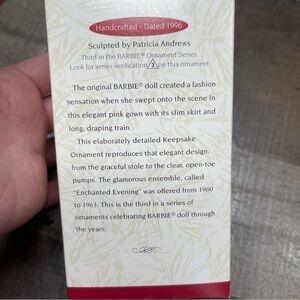 Handcrafted - Dated 1996
Sculpted by Patricia Andrews
Third in the BARBIE™ Ornament Series.
Look for series verification 3 on this ornament.
The original BARBIE® doll created a fashion
sensation when she swept onto the scene in
this elegant pink gown with its slim skirt and
long, draping train.
This elaborately detailed Keepsake
Ornament reproduces that elegant design,
from the graceful stole to the clear, open-toe
pumps. The glamorous ensemble, called
"Enchanted Evening" was offered from 1960
to 1963. This is the third in a series of
ornaments celebrating BARBIE® doll through
the years.